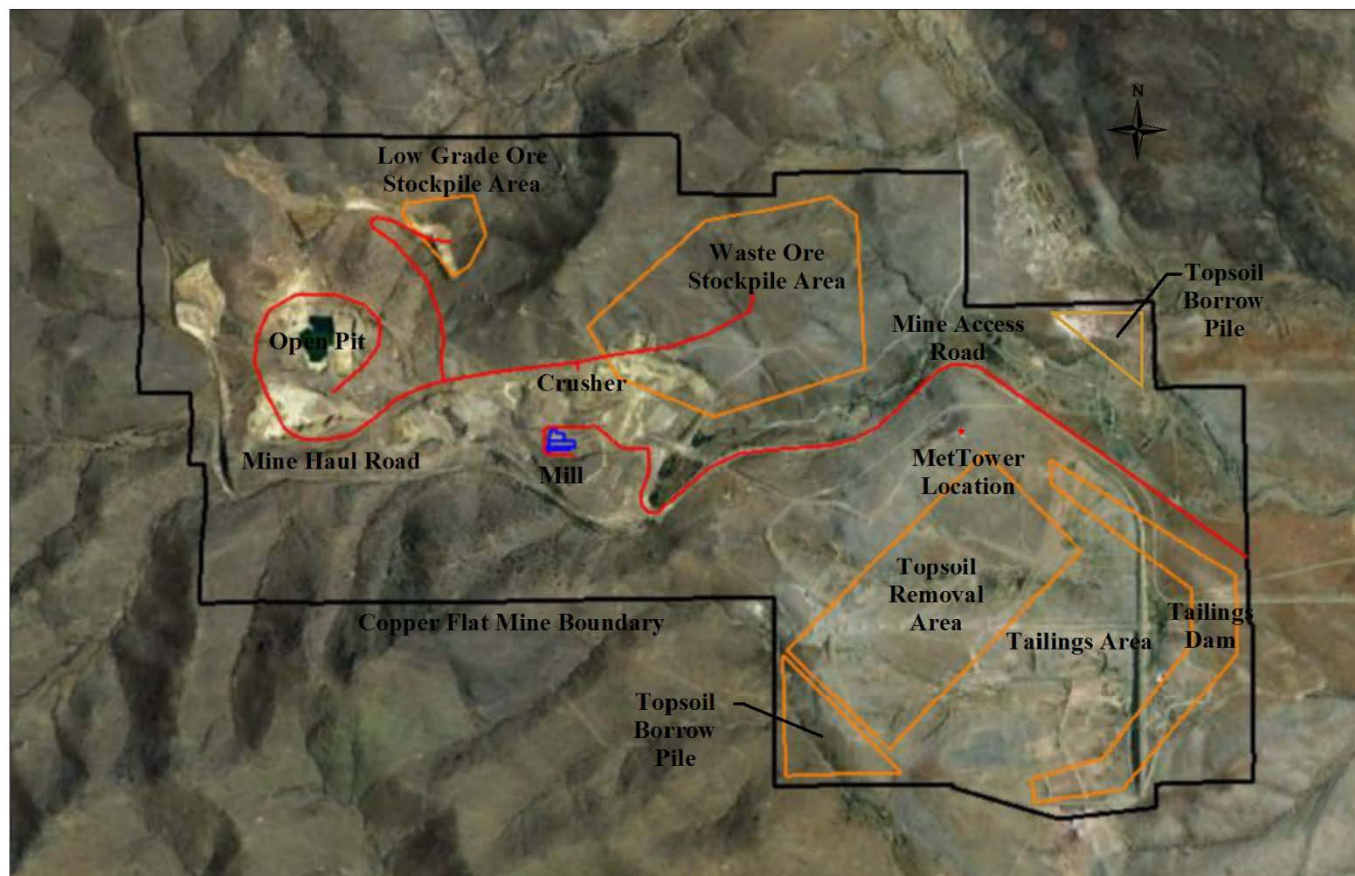 N
Low Grade Ore
Stockpile Area
Waste Ore
Stockpile Area
Topsoil
Borrow
Pile
Mine Access
Road
Open Pit
Crusher
Mine Haul Road
Mill
MetTower
Location
Topsoil
Removal
Area
Tailings
Dam
Tailings Area
Copper Flat Mine Boundary
Topsoil
Borrow
Pile